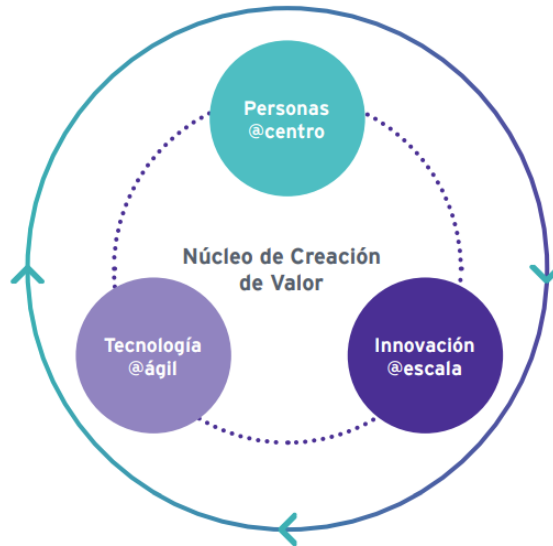 Personas
@centro
Núcleo de Creación
de Valor
Tecnología
@ágil
Innovación
@escala